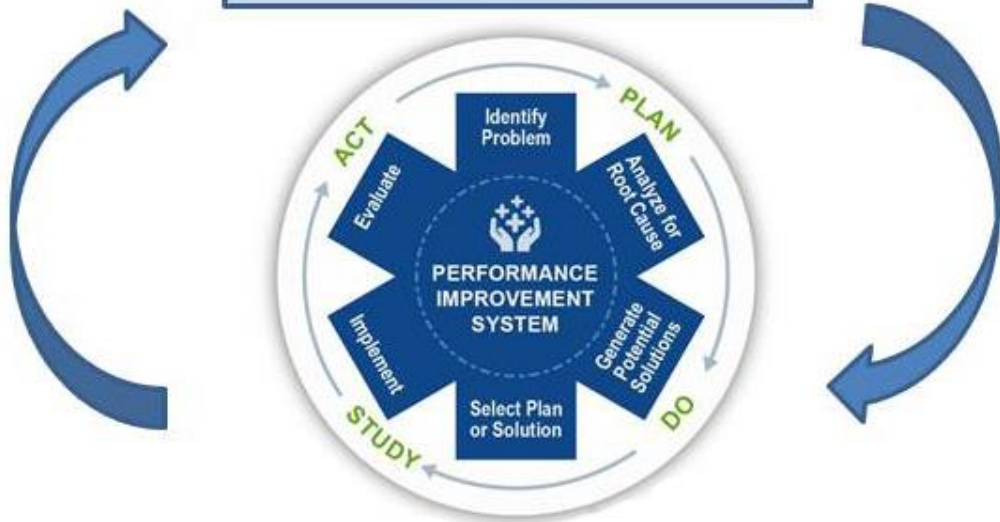 PLAN
Identify
Problem
Analyze for
Root Cause
DO
Generate
Potential
Solutions
Select Plan
or Solution
STUDY
Implement
ACT
Evaluate
PERFORMANCE
IMPROVEMENT
SYSTEM